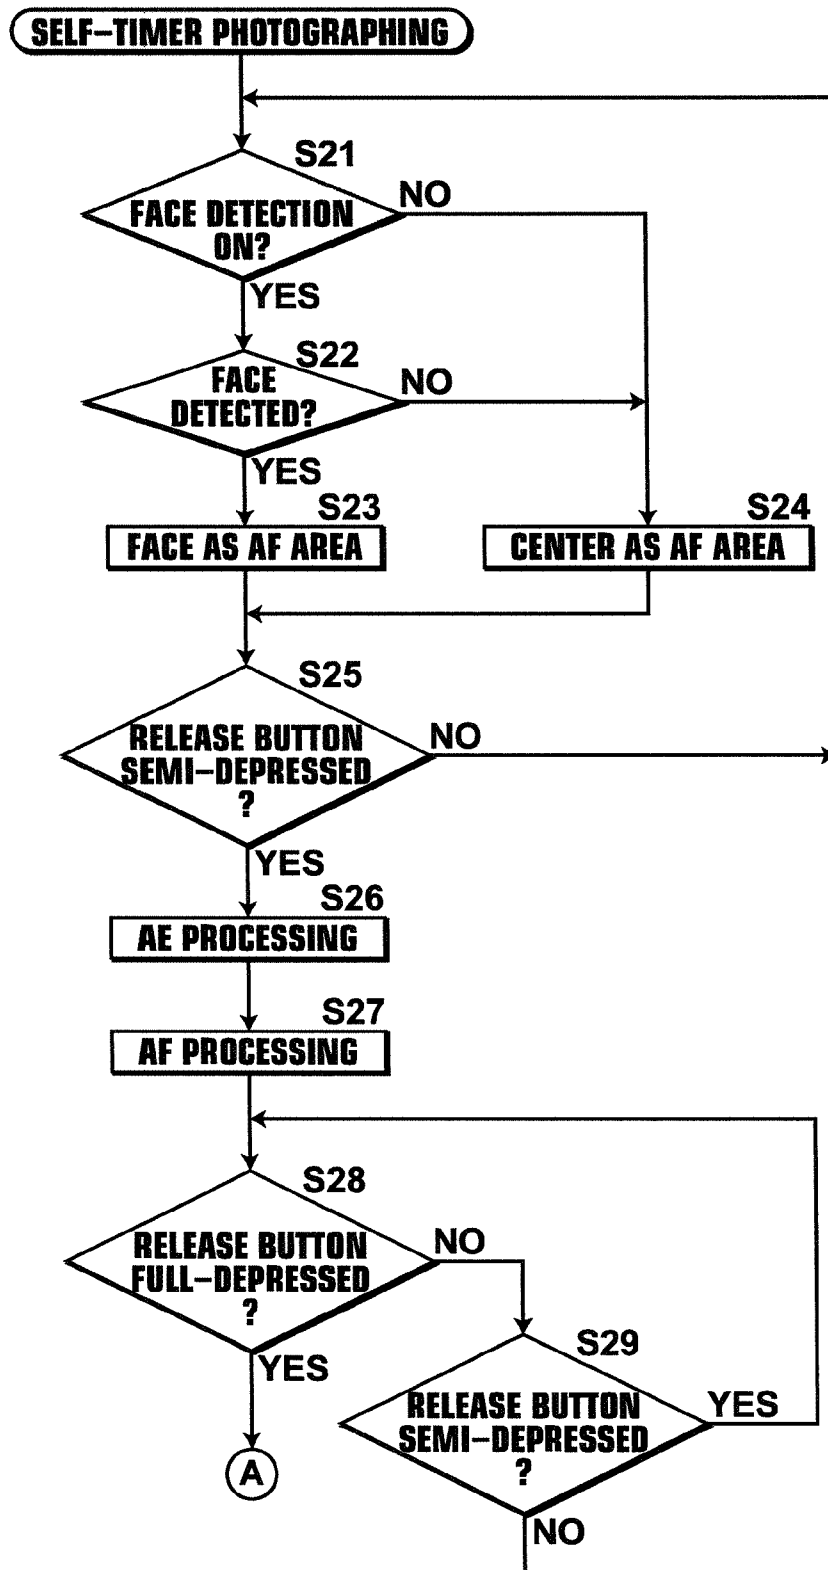 SELF-TIMER PHOTOGRAPHING
S21
FACE DETECTION
ON?
NO
YES
S22
FACE
DETECTED?
NO
YES
S23
FACE AS AF AREA
S24
CENTER AS AF AREA
S25
RELEASE BUTTON
SEMI-DEPRESSED
?
NO
YES
S26
AE PROCESSING
S27
AF PROCESSING
S28
RELEASE BUTTON
FULL-DEPRESSED
?
NO
YES
S29
RELEASE BUTTON
SEMI-DEPRESSED
?
YES
NO
A